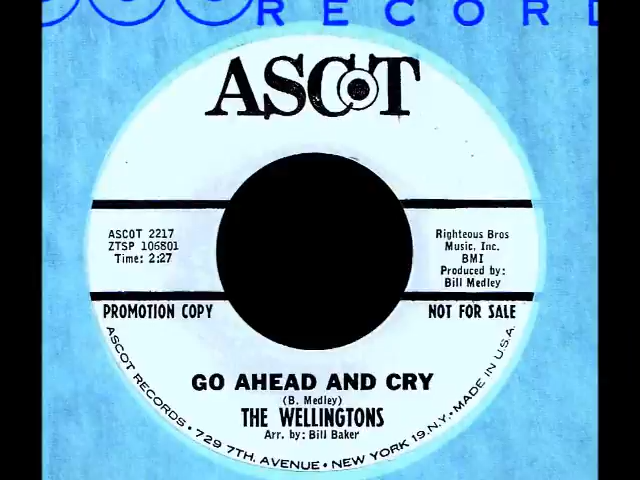 RECORD
ASCOT
ASCOT 2217
ZTSP 106801
Time: 2:27
Righteous Bros
Music, Inc.
BMI
Produced by:
Bill Medley
PROMOTION COPY
NOT FOR SALE
GO AHEAD AND CRY
(B. Medley)
THE WELLINGTONS
Arr. by: Bill Baker
ASCOT RECORDS • 729 7TH. AVENUE • NEW YORK 19.N.Y. • MADE IN U.S.A.